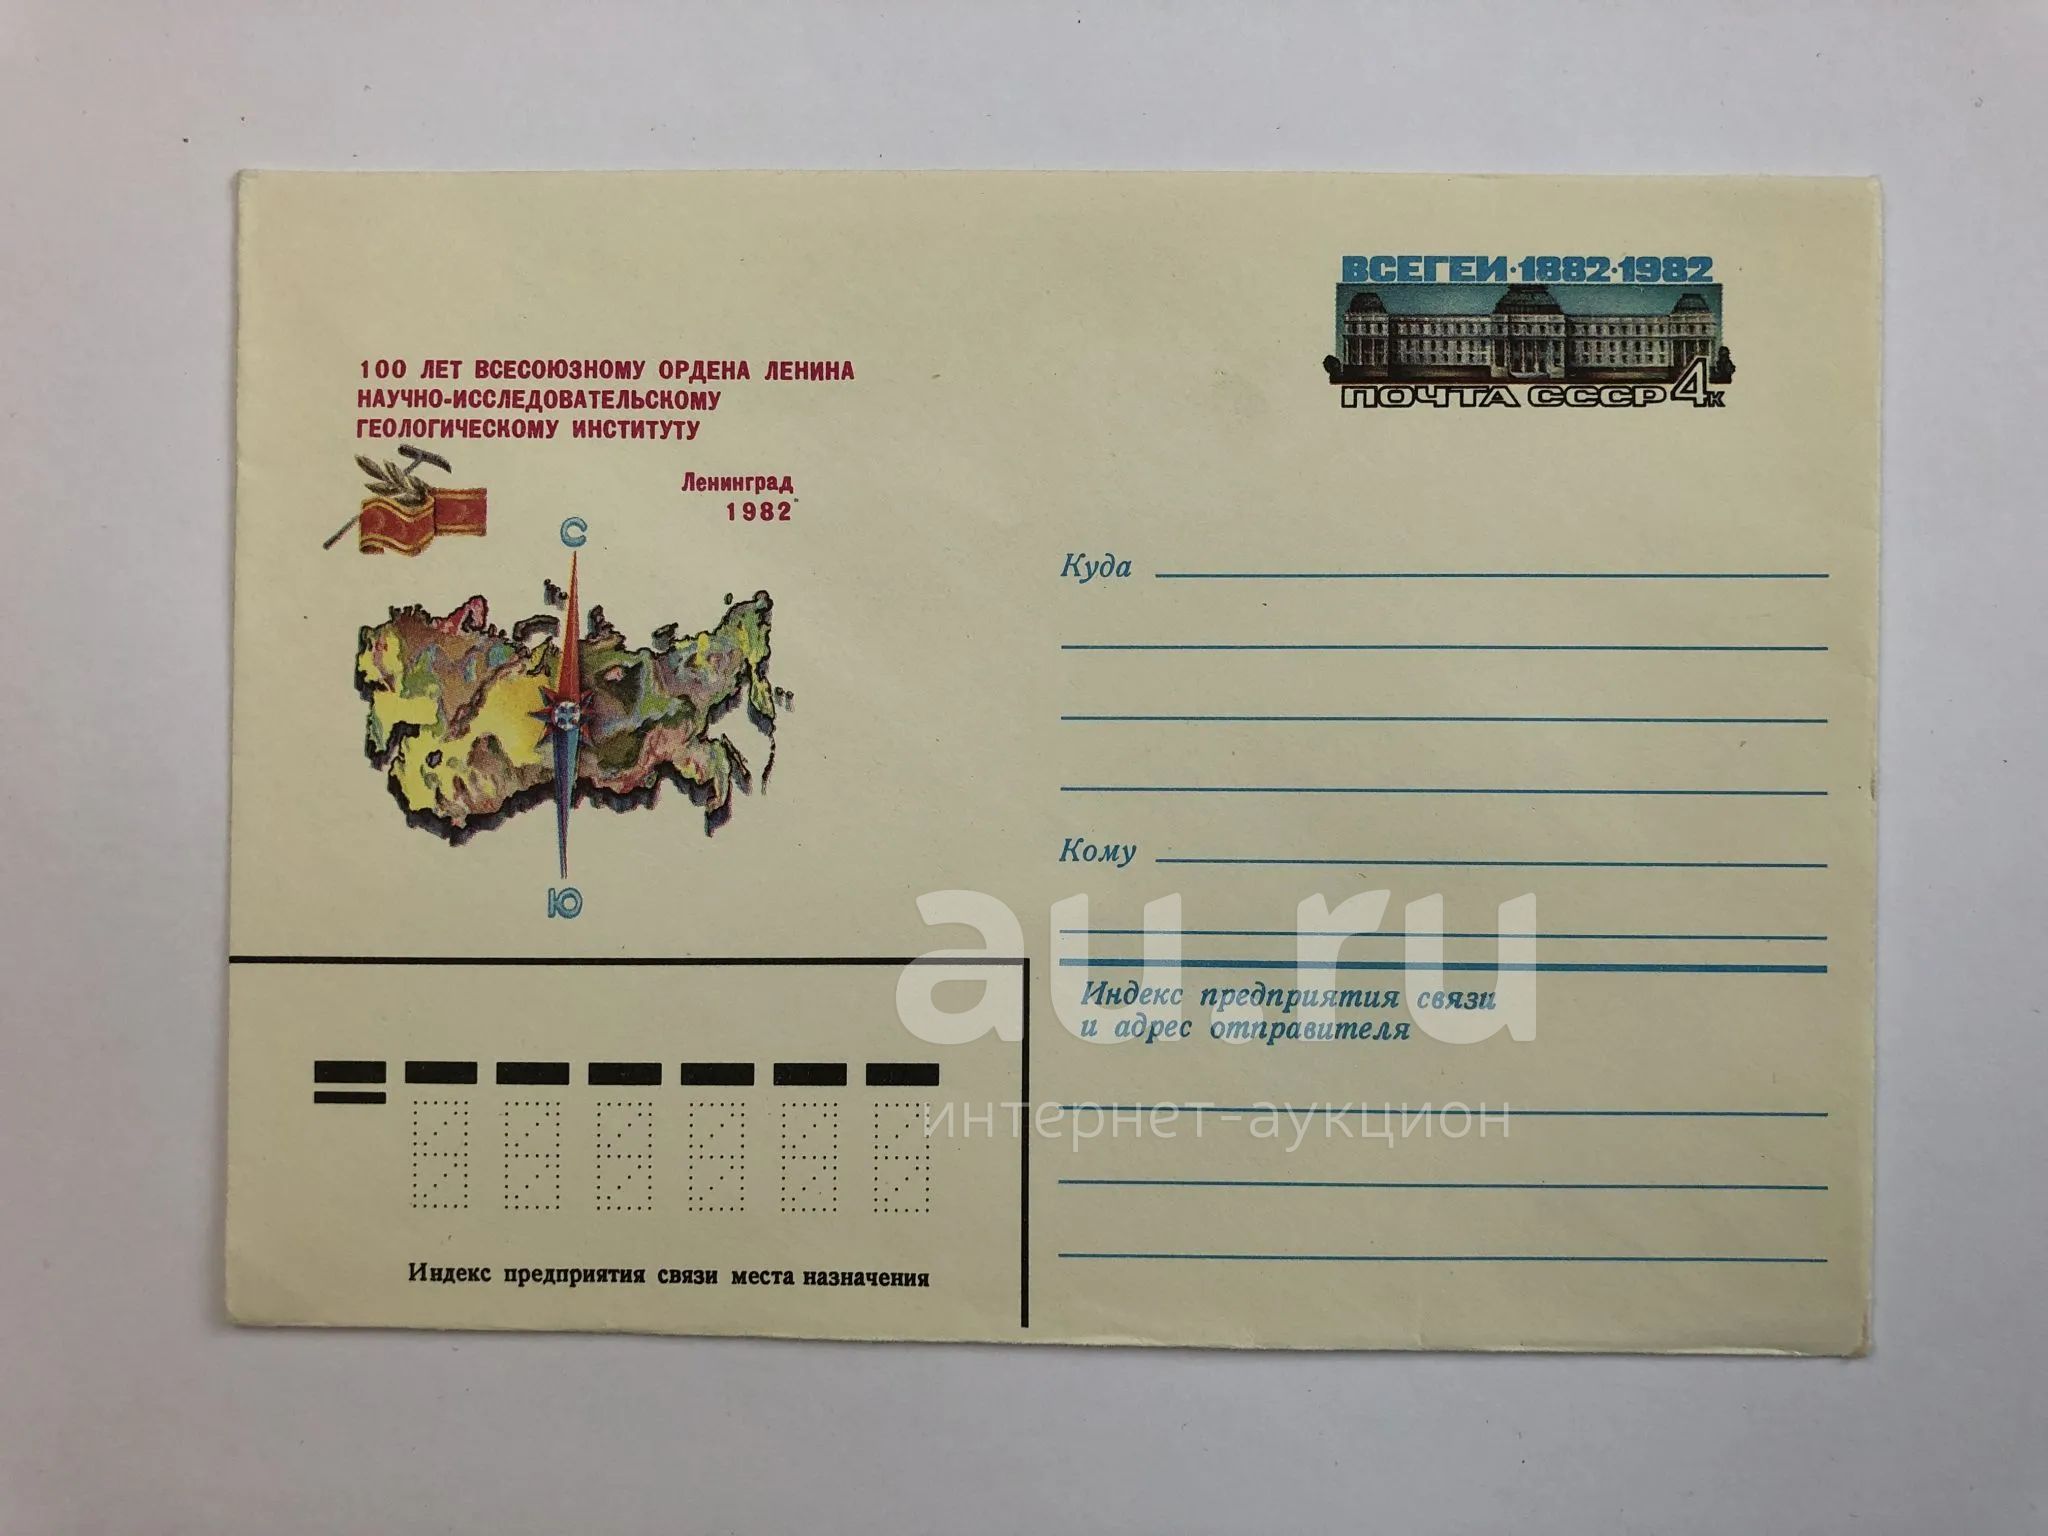 ВСЕГЕИ·1882·1982
ПОЧТА СССР 4к
100 ЛЕТ ВСЕСОЮЗНОМУ ОРДЕНА ЛЕНИНА
НАУЧНО-ИССЛЕДОВАТЕЛЬСКОМУ
ГЕОЛОГИЧЕСКОМУ ИНСТИТУТУ
Ленинград
1982
С
Ю
Куда
Кому
Индекс предприятия связи
и адрес отправителя
Индекс предприятия связи места назначения
au.ru
интернет-аукцион